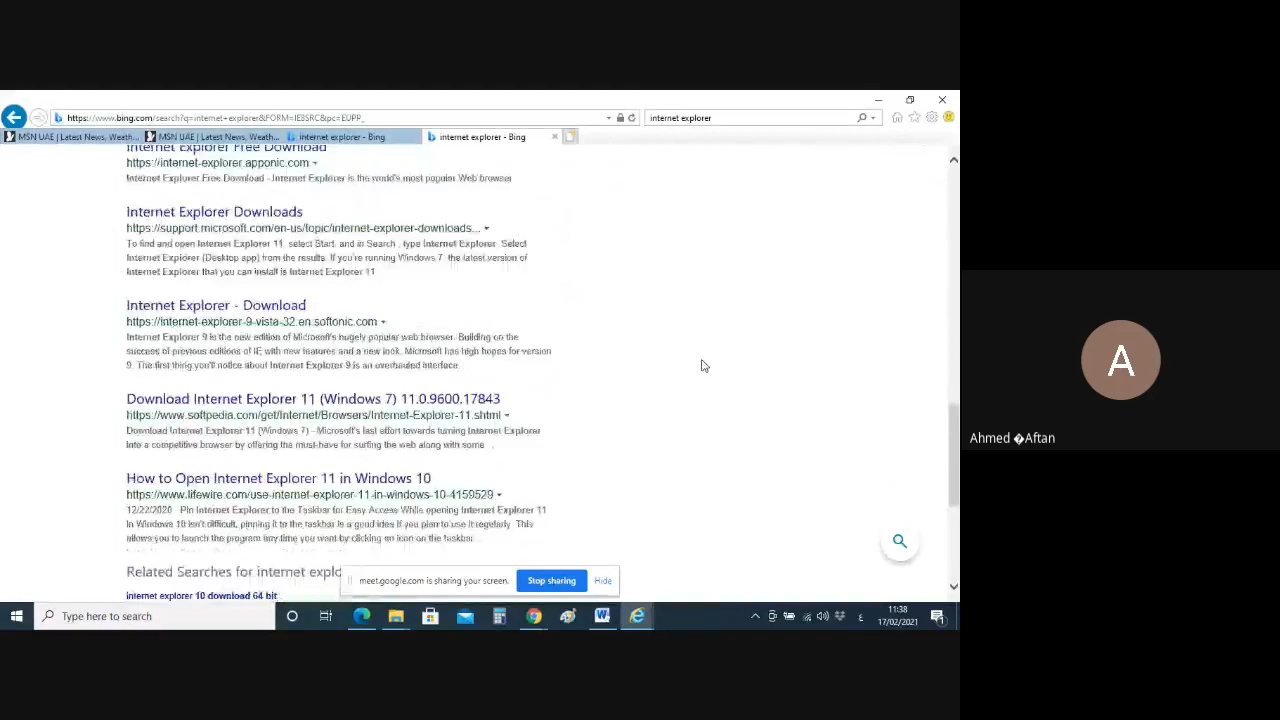 https://www.bing.com/search?q=internet+explorer&FORM=IE8SRC&pc=EUPP_
internet explorer
MSN UAE | Latest News, Weath...
MSN UAE | Latest News, Weat...
internet explorer - Bing
internet explorer - Bing
Internet Explorer Free Download
https://internet-explorer.apponic.com
Internet Explorer Free Download - Internet Explorer is the world's most popular Web browser
Internet Explorer Downloads
https://support.microsoft.com/en-us/topic/internet-explorer-downloads...
To find and open Internet Explorer 11, select Start, and in Search , type Internet Explorer. Select
Internet Explorer (Desktop app) from the results. If you're running Windows 7, the latest version of
Internet Explorer that you can install is Internet Explorer 11
Internet Explorer - Download
https://internet-explorer-9-vista-32.en.softonic.com
Internet Explorer 9 is the new edition of Microsoft's hugely popular web browser. Building on the
success of previous editions of IE with new features and a new look, Microsoft has high hopes for version
9. The first thing you'll notice about Internet Explorer 9 is an overhauled interface.
Download Internet Explorer 11 (Windows 7) 11.0.9600.17843
https://www.softpedia.com/get/Internet/Browsers/Internet-Explorer-11.shtml
Download Internet Explorer 11 (Windows 7) - Microsoft's last effort towards turning Internet Explorer
into a competitive browser by offering the must-have for surfing the web along with some
How to Open Internet Explorer 11 in Windows 10
https://www.lifewire.com/use-internet-explorer-11-in-windows-10-4159529
12/22/2020 Pin Internet Explorer to the Taskbar for Easy Access While opening Internet Explorer 11
in Windows 10 isn't difficult, pinning it to the taskbar is a good idea if you plan to use it regularly. This
allows you to launch the program any time you want by clicking an icon on the taskbar.
Related Searches for internet explo
internet explorer 10 download 64 bit
meet.google.com is sharing your screen.
Stop sharing
Hide
Type here to search
ع
11:38
17/02/2021
1
A
Ahmed �Aftan